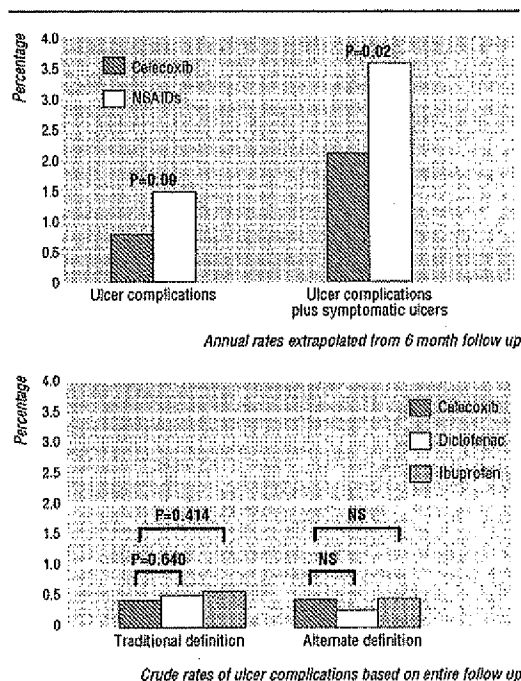 Percentage
4.0
3.5
3.0
2.5
2.0
1.5
1.0
0.5
0
Celecoxib
NSAIDs
P=0.09
P=0.02
Ulcer complications
Ulcer complications
plus symptomatic ulcers
Annual rates extrapolated from 6 month follow up
Percentage
4.0
3.5
3.0
2.5
2.0
1.5
1.0
0.5
0
Celecoxib
Diclofenac
Ibuprofen
P=0.414
P=0.640
NS
NS
Traditional definition
Alternate definition
Crude rates of ulcer complications based on entire follow up